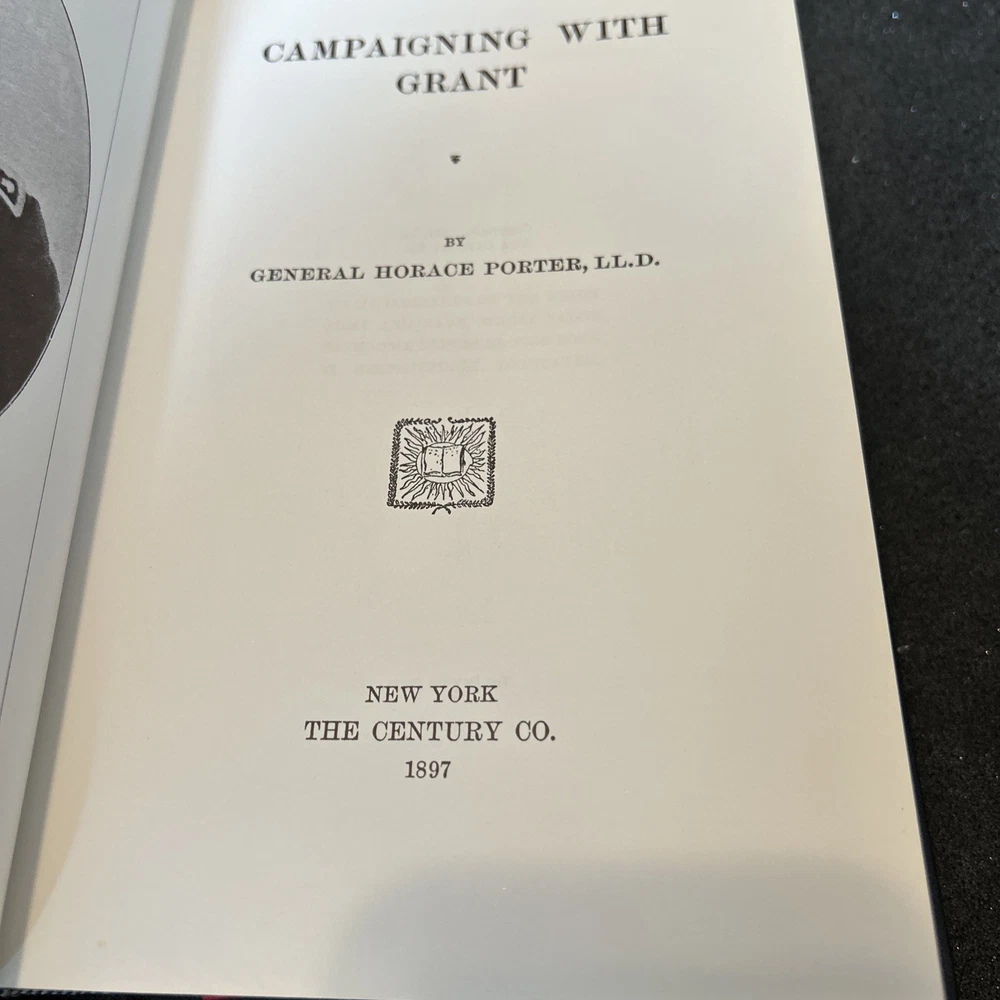 CAMPAIGNING WITH
GRANT
BY
GENERAL HORACE PORTER, LL.D.
NEW YORK
THE CENTURY CO.
1897